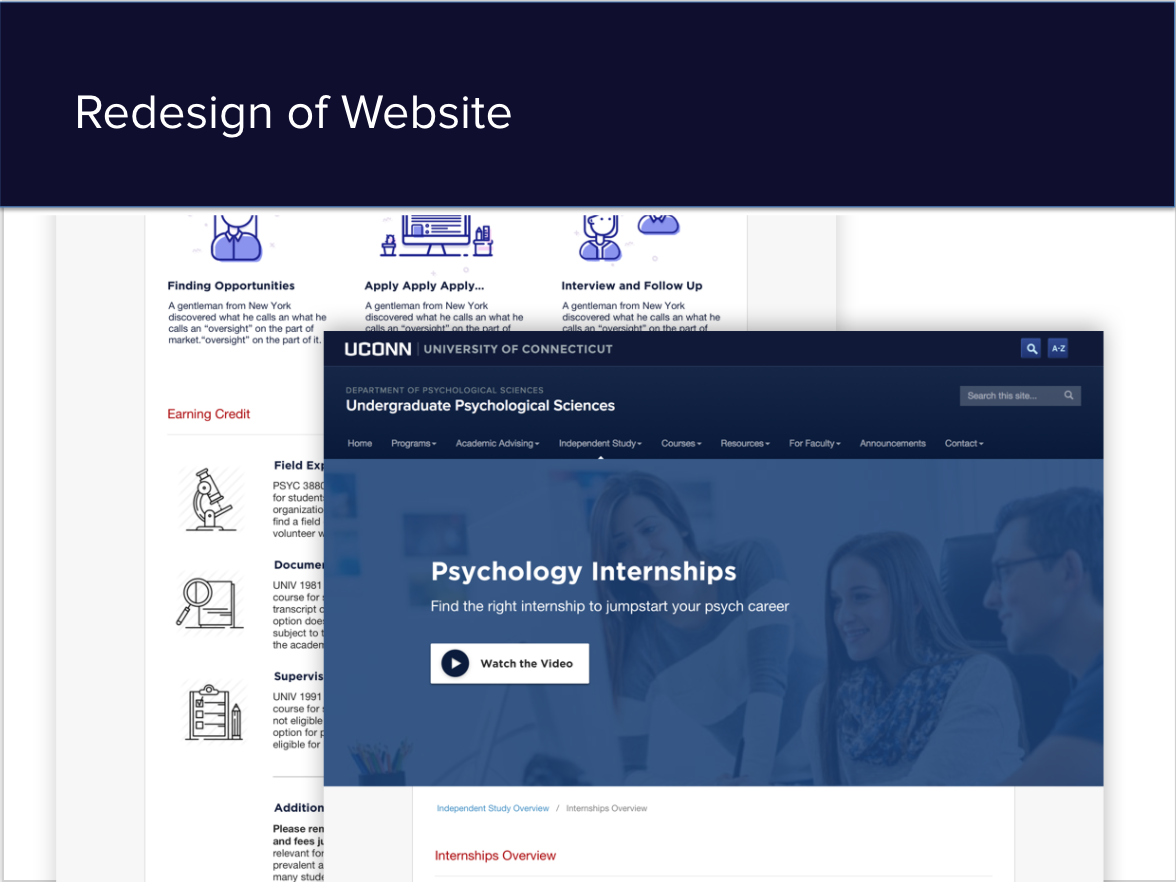 Redesign of Website
Finding Opportunities
A gentleman from New York
discovered what he calls an what he
calls an “oversight” on the part of
market.“oversight” on the part of it.
Apply Apply Apply...
A gentleman from New York
discovered what he calls an what he
calls an “oversight” on the part of
Interview and Follow Up
A gentleman from New York
discovered what he calls an what he
calls an “oversight” on the part of
Earning Credit
Field
PSYC 3880
for student
organizatio
find a field
volunteer
UNIV 1981
course for
transcript
option
subject to
the academ
Supervis
UNIV 1991
course for
not eligible
option for
eligible for
Addition
Please
and fees
relevant for
prevalent a
many stude
UCONN | UNIVERSITY OF CONNECTICUT
A-Z
DEPARTMENT OF PSYCHOLOGICAL SCIENCES
Undergraduate Psychological Sciences
Search this site...
Home Programs Academic Advising Independent Study Courses Resources For Faculty Announcements Contact
Psychology Internships
Find the right internship to jumpstart your psych career
Watch the Video
Independent Study Overview / Internships Overview
Internships Overview